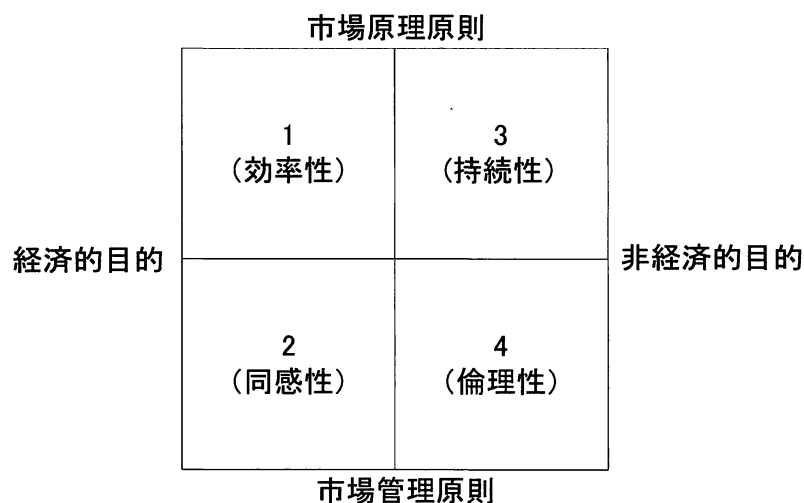 市場原理原則
1
（効率性）
3
（持続性）
経済的目的
非経済的目的
2
（同感性）
4
（倫理性）
市場管理原則